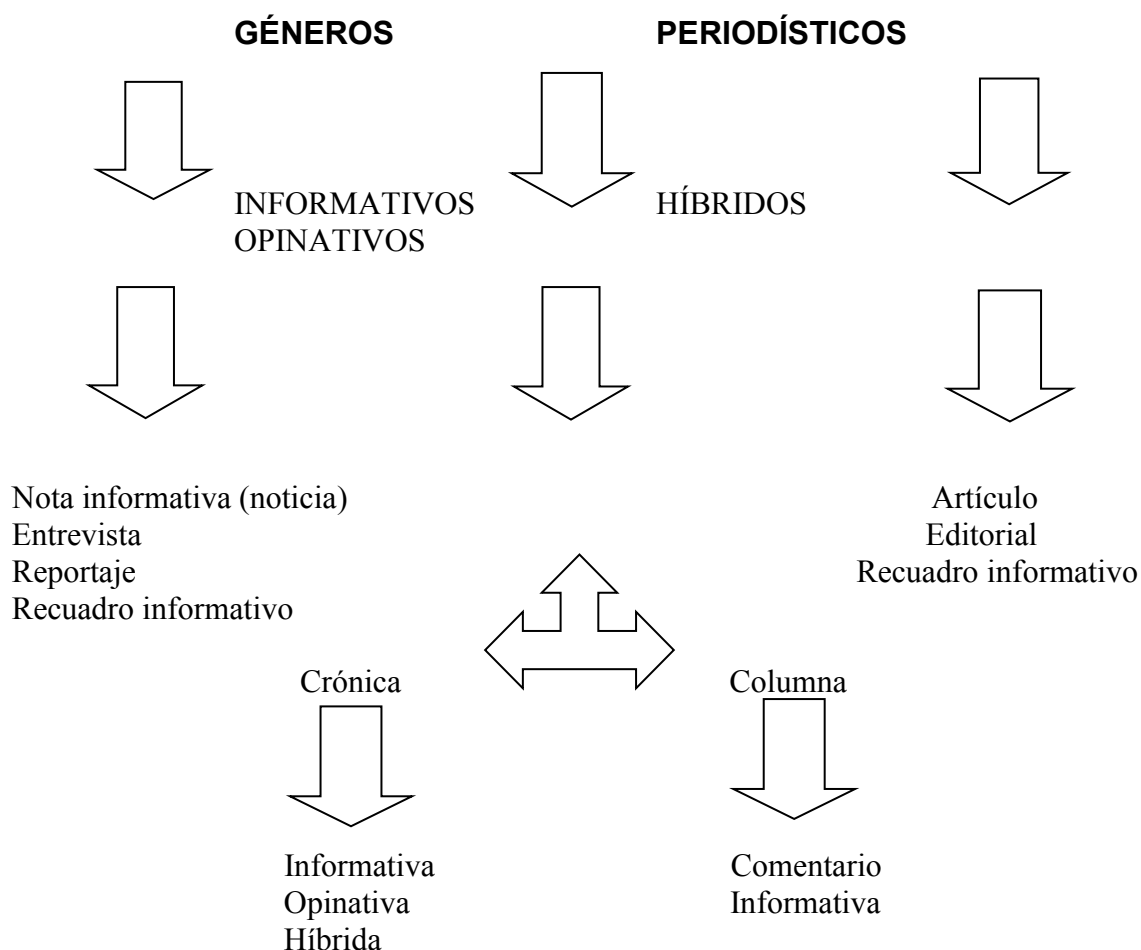 GÉNEROS PERIODÍSTICOS
INFORMATIVOS HÍBRIDOS
OPINATIVOS
Nota informativa (noticia) Artículo
Entrevista Editorial
Reportaje Recuadro informativo
Recuadro informativo
Crónica Columna
Informativa Comentario
Opinativa Informativa
Híbrida